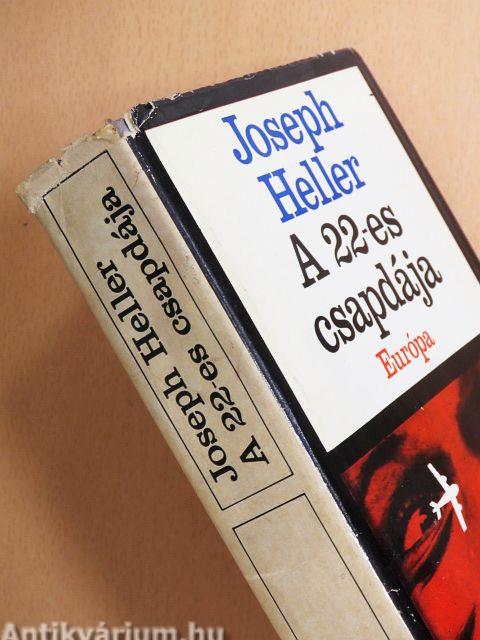 Joseph
Heller
A 22-es
csapdája
Európa
Joseph Heller
A 22-es csapdája
Antikvárium.hu